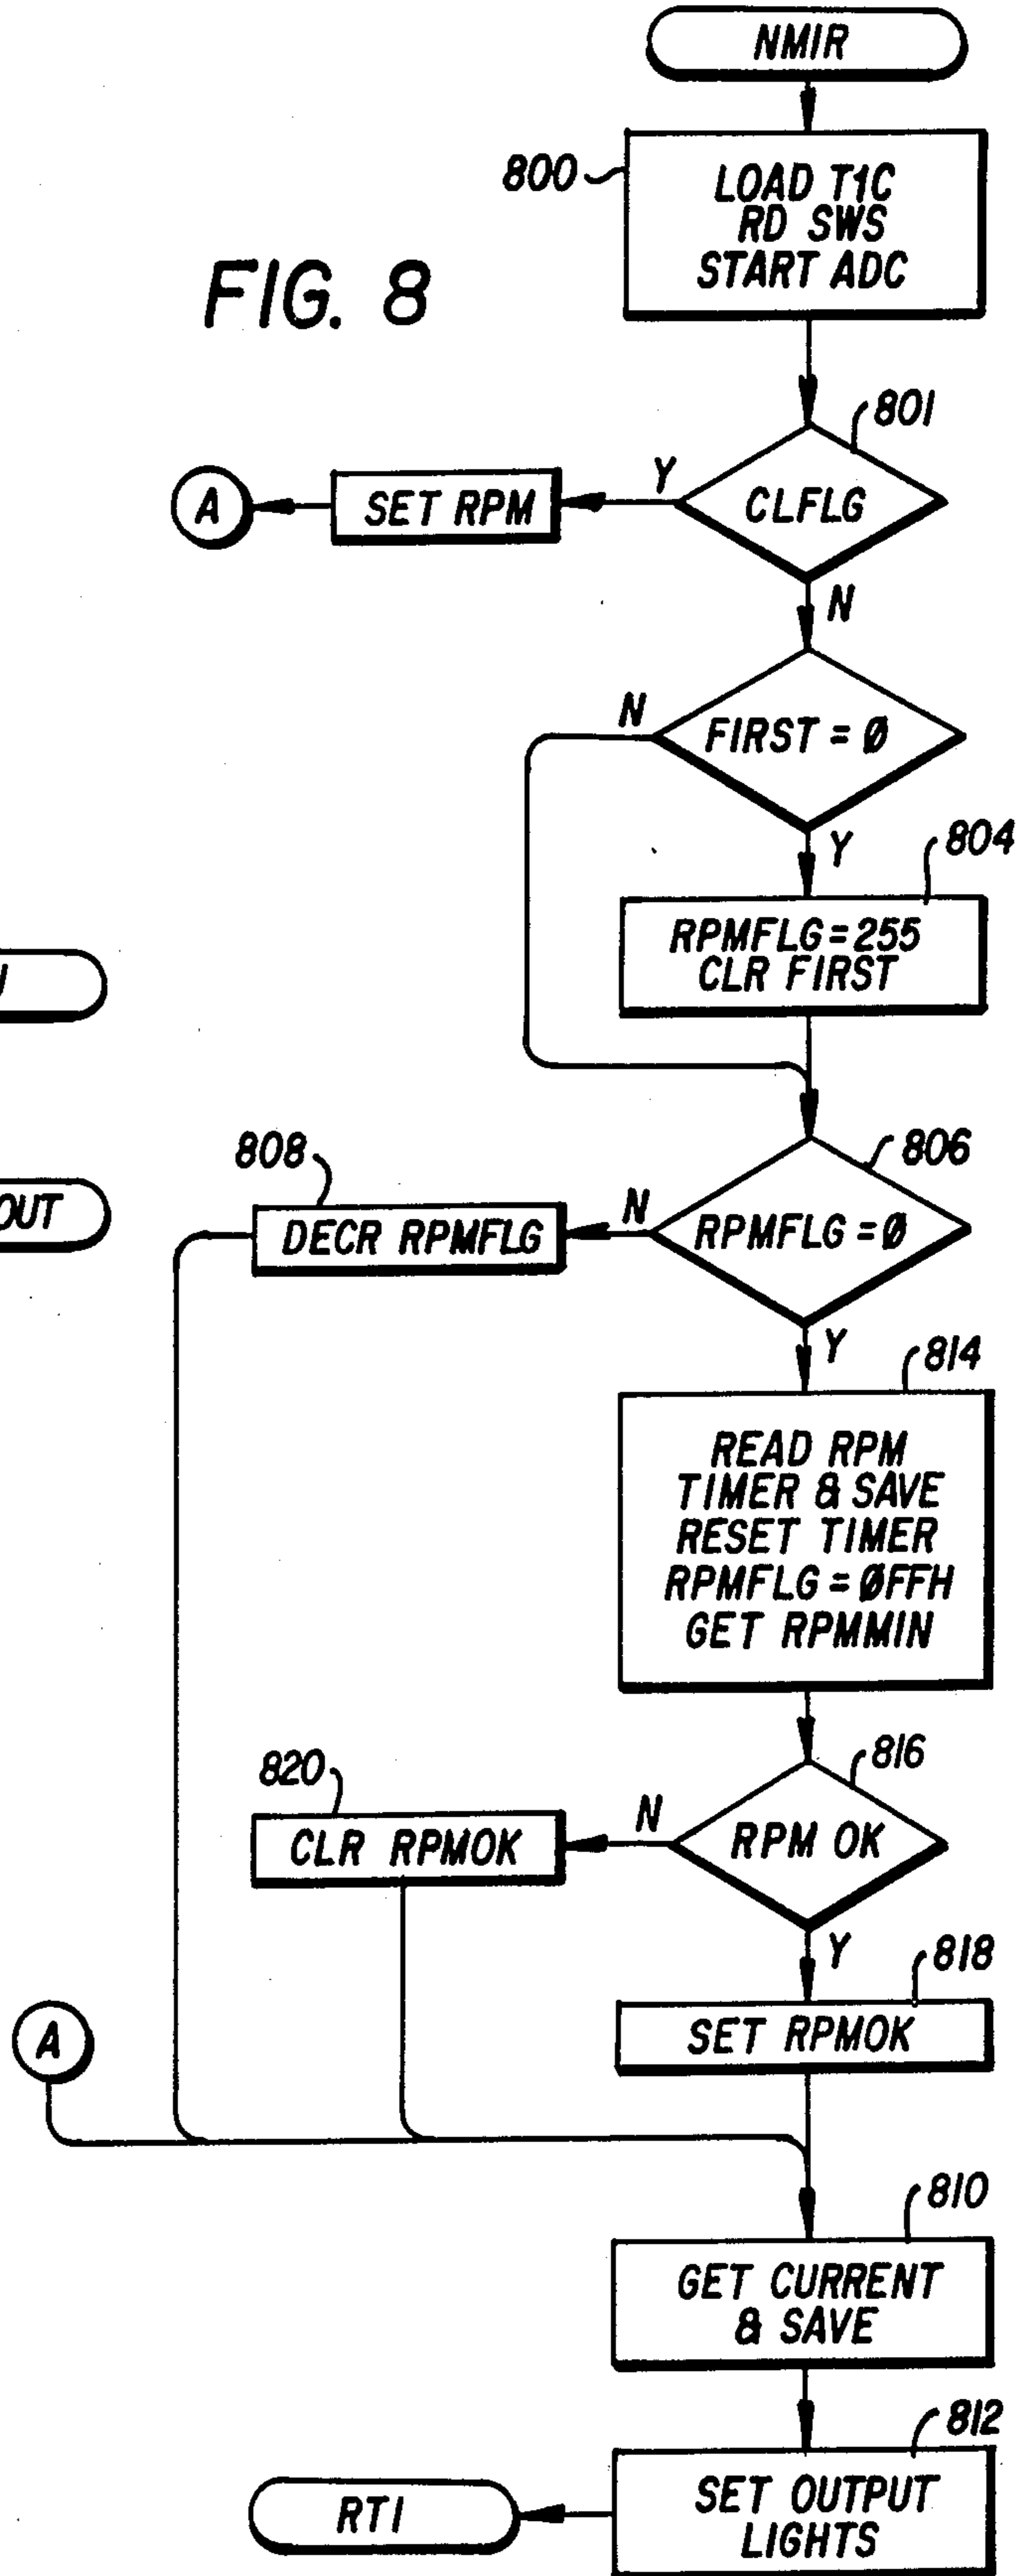 NMIR
800
LOAD T1C
RD SWS
START ADC
FIG. 8
801
CLFLG
Y
SET RPM
A
N
FIRST = Ø
N
Y
804
RPMFLG = 255
CLR FIRST
806
RPMFLG = Ø
N
808
DECR RPMFLG
OUT
Y
814
READ RPM
TIMER & SAVE
RESET TIMER
RPMFLG = ØFFH
GET RPMMIN
816
RPM OK
N
820
CLR RPMOK
Y
818
SET RPMOK
A
810
GET CURRENT
& SAVE
812
SET OUTPUT
LIGHTS
RTI